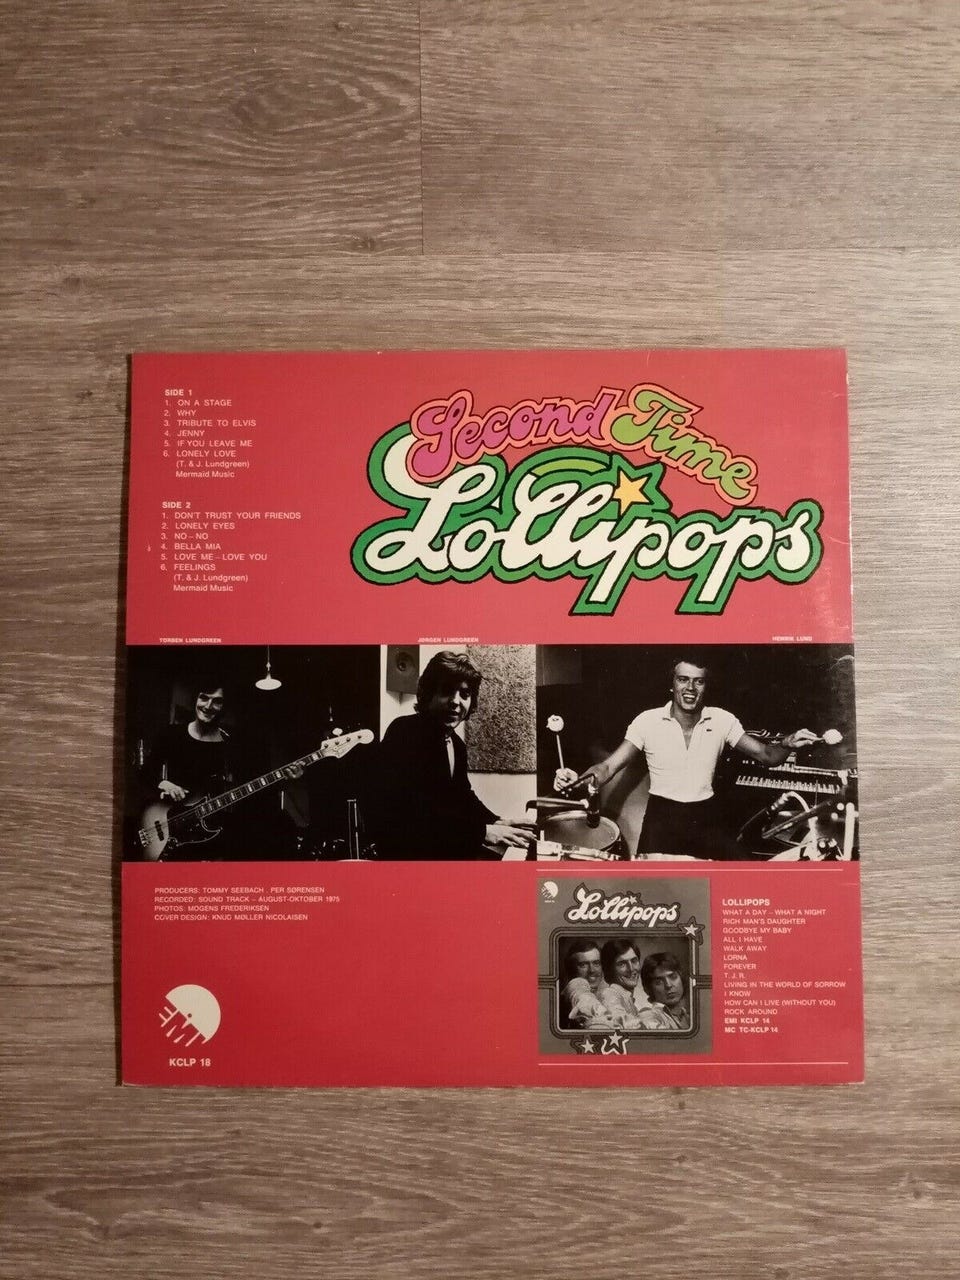 SIDE 1
1. ON A STAGE
2. WHY
3. TRIBUTE TO ELVIS
4. JENNY
5. IF YOU LEAVE ME
6. LONELY LOVE
(T. & J. Lundgreen)
Mermaid Music
SIDE 2
1. DON'T TRUST YOUR FRIENDS
2. LONELY EYES
3. NO – NO
4. BELLA MIA
5. LOVE ME – LOVE YOU
6. FEELINGS
(T. & J. Lundgreen)
Mermaid Music
Second Time
Lollipops
TORBEN LUNDGREEN
JØRGEN LUNDGREEN
HENRIK LUND
PRODUCERS: TOMMY SEEBACH . PER SØRENSEN
RECORDED: SOUND TRACK – AUGUST-OKTOBER 1975
PHOTOS: MOGENS FREDERIKSEN
COVER DESIGN: KNUD MØLLER NICOLAISEN
EMI
KCLP 18
Lollipops
LOLLIPOPS
WHAT A DAY – WHAT A NIGHT
RICH MAN'S DAUGHTER
GOODBYE MY BABY
ALL I HAVE
WALK AWAY
LORNA
FOREVER
T. J. R.
LIVING IN THE WORLD OF SORROW
I KNOW
HOW CAN I LIVE (WITHOUT YOU)
ROCK AROUND
EMI KCLP 14
MC TC-KCLP 14